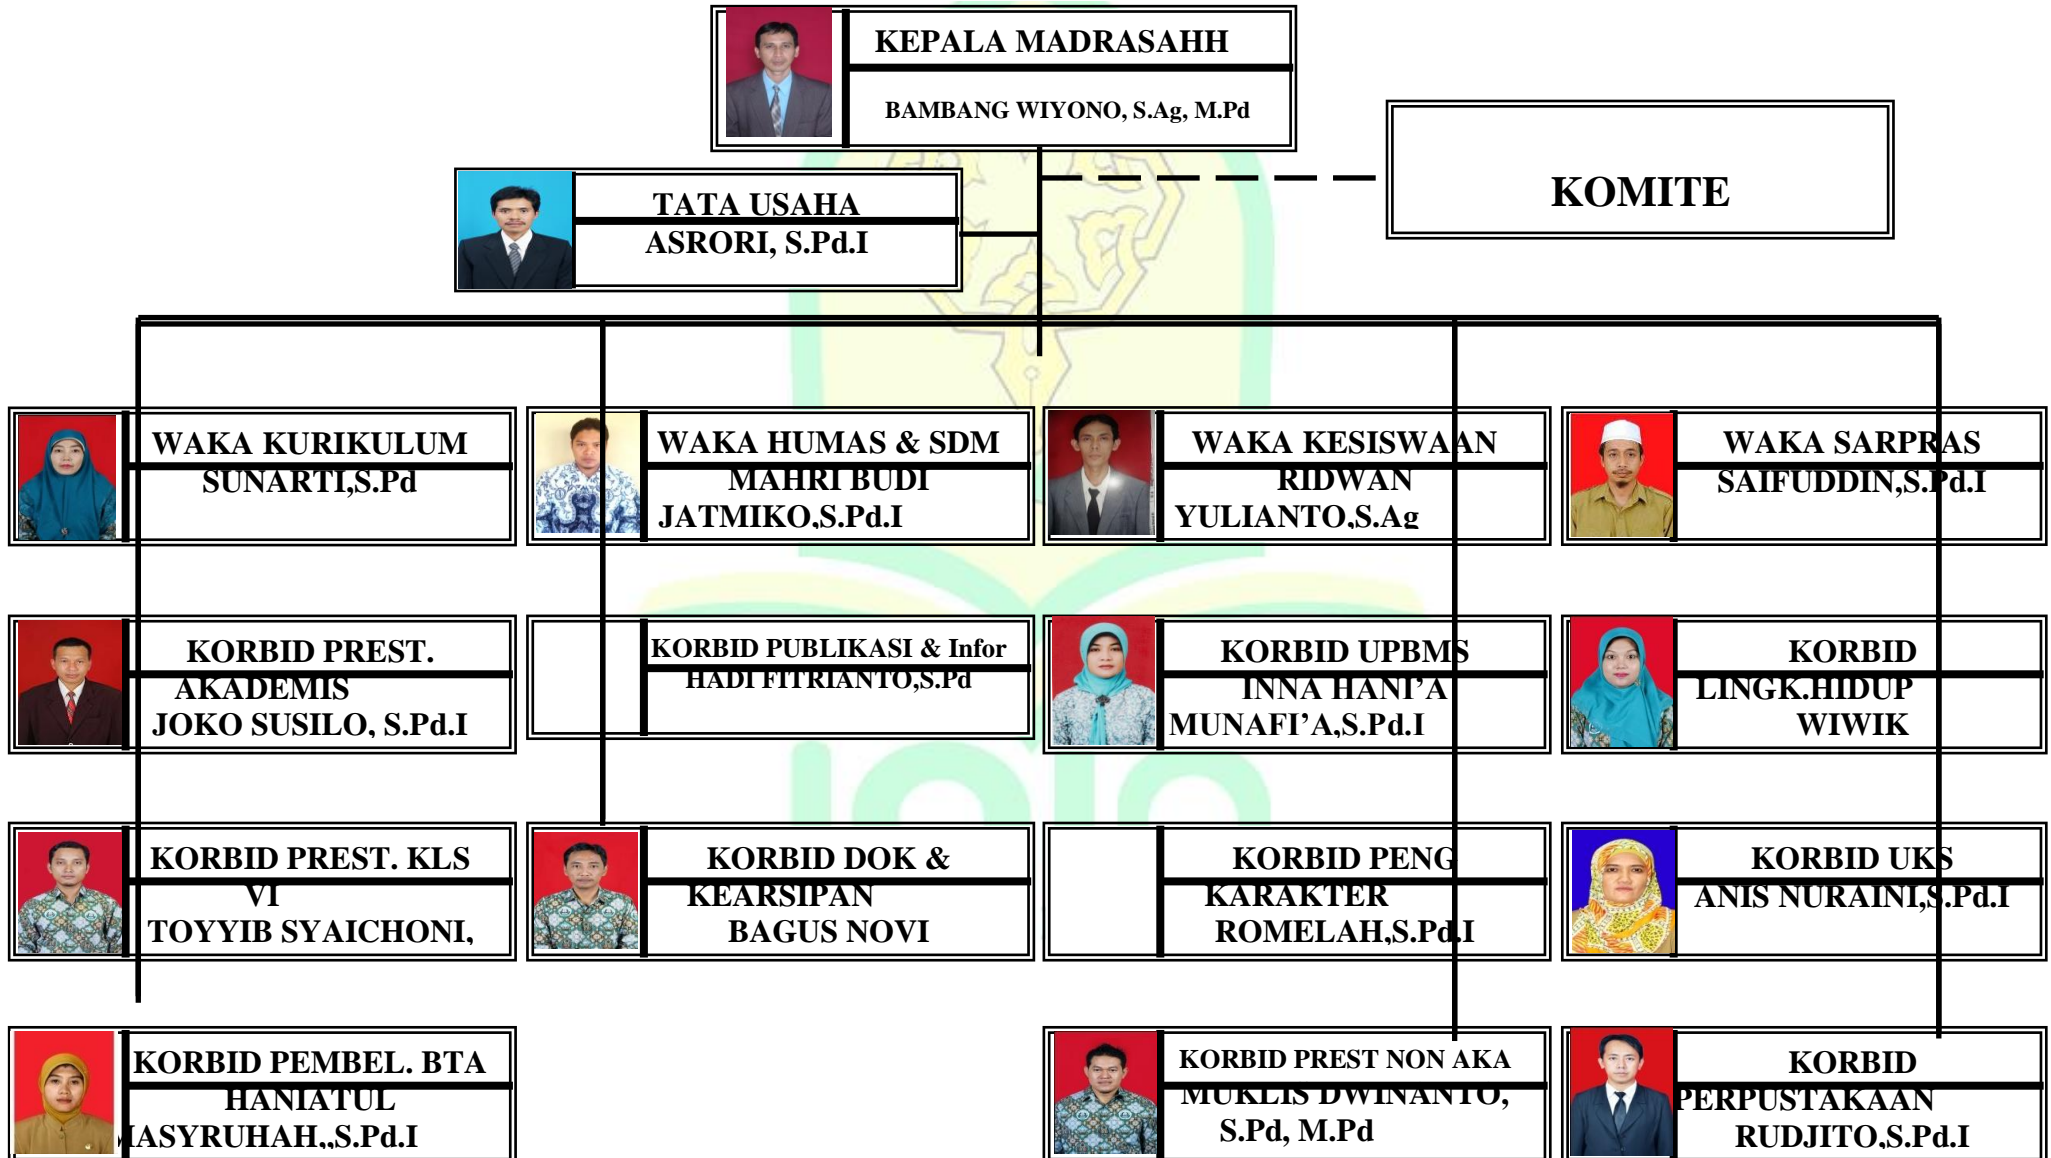 KEPALA MADRASAHH
BAMBANG WIYONO, S.Ag, M.Pd
KOMITE
TATA USAHA
ASRORI, S.Pd.I
WAKA KURIKULUM
SUNARTI,S.Pd
WAKA HUMAS & SDM
MAHRI BUDI
JATMIKO,S.Pd.I
WAKA KESISWAAN
RIDWAN
YULIANTO,S.Ag
WAKA SARPRAS
SAIFUDDIN,S.Pd.I
KORBID PREST.
AKADEMIS
JOKO SUSILO, S.Pd.I
KORBID PUBLIKASI & Infor
HADI FITRIANTO,S.Pd
KORBID UPBMS
INNA HANI’A
MUNAFI’A,S.Pd.I
KORBID
LINGK.HIDUP
WIWIK
KORBID PREST. KLS
VI
TOYYIB SYAICHONI,
KORBID DOK &
KEARSIPAN
BAGUS NOVI
KORBID PENG
KARAKTER
ROMELAH,S.Pd.I
KORBID UKS
ANIS NURAINI,S.Pd.I
KORBID PEMBEL. BTA
HANIATUL
MASYRUHAH,,S.Pd.I
KORBID PREST NON AKA
MUKLIS DWINANTO,
S.Pd, M.Pd
KORBID
PERPUSTAKAAN
RUDJITO,S.Pd.I